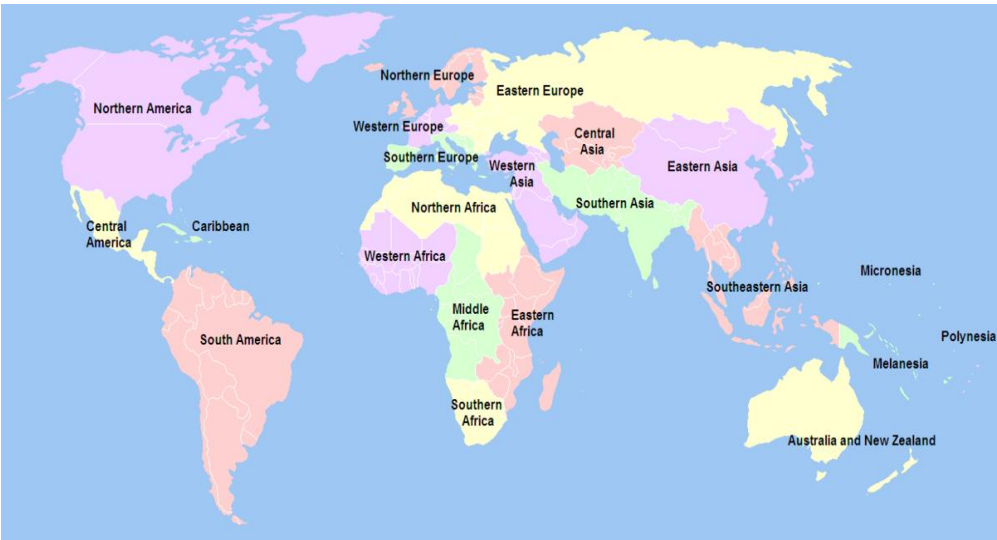 Northern Europe
Eastern Europe
Northern America
Western Europe
Central
Asia
Southern Europe
Western
Asia
Eastern Asia
Southern Asia
Northern Africa
Central
America
Caribbean
Western Africa
Micronesia
Southeastern Asia
Middle
Africa
Eastern
Africa
South America
Polynesia
Melanesia
Southern
Africa
Australia and New Zealand